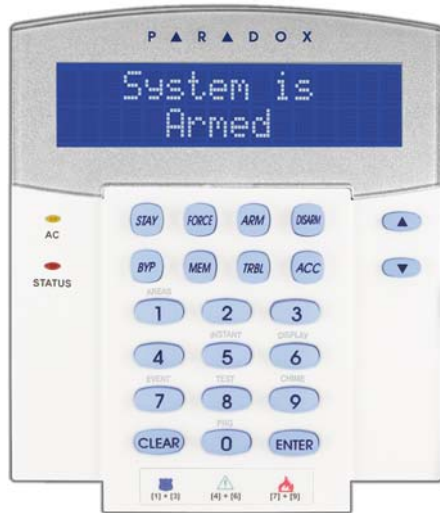 PARADOX
System is
Armed
STAY FORCE ARM DISARM
AC
BYP MEM TRBL ACC
STATUS
AREAS
1 2 3
INSTANT DISPLAY
4 5 6
EVENT TEST CHIME
7 8 9
PRG
CLEAR 0 ENTER
[1] + [3] [4] + [6] [7] + [9]